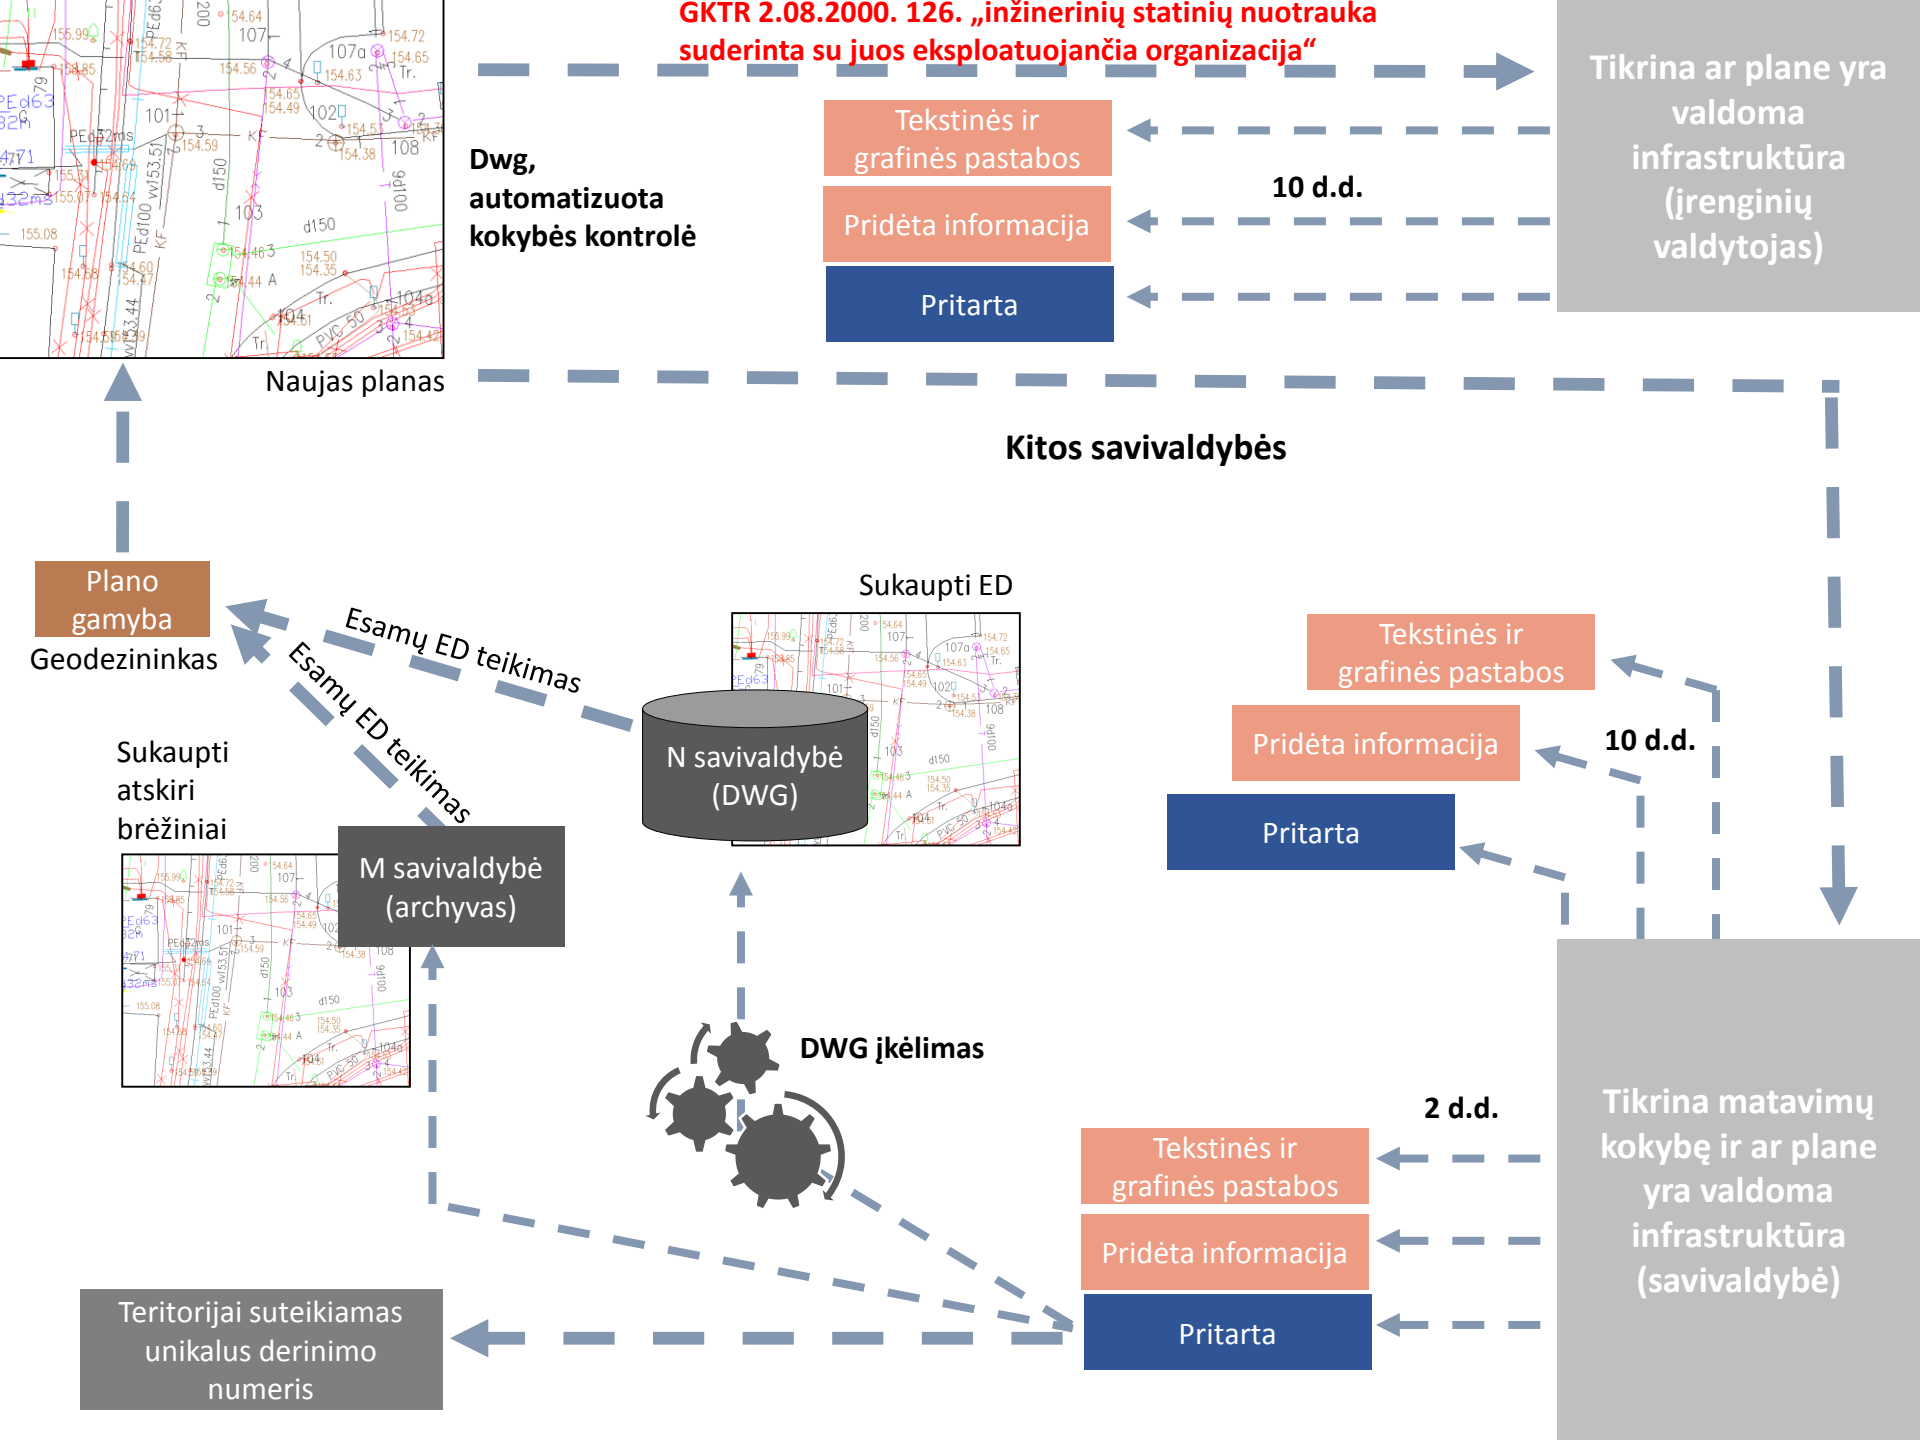 GKTR 2.08.2000. 126. „inžinerinių statinių nuotrauka
suderinta su juos eksploatuojančia organizacija“
Tikrina ar plane yra
valdoma
infrastruktūra
(įrenginių
valdytojas)
Tekstinės ir
grafinės pastabos
Pridėta informacija
Pritarta
10 d.d.
Dwg,
automatizuota
kokybės kontrolė
Naujas planas
Kitos savivaldybės
Plano
gamyba
Geodezininkas
Esamų ED teikimas
Esamų ED teikimas
Sukaupti ED
N savivaldybė
(DWG)
Sukaupti
atskiri
brėžiniai
M savivaldybė
(archyvas)
Tekstinės ir
grafinės pastabos
Pridėta informacija
10 d.d.
Pritarta
DWG įkėlimas
2 d.d.
Tekstinės ir
grafinės pastabos
Pridėta informacija
Pritarta
Tikrina matavimų
kokybę ir ar plane
yra valdoma
infrastruktūra
(savivaldybė)
Teritorijai suteikiamas
unikalus derinimo
numeris